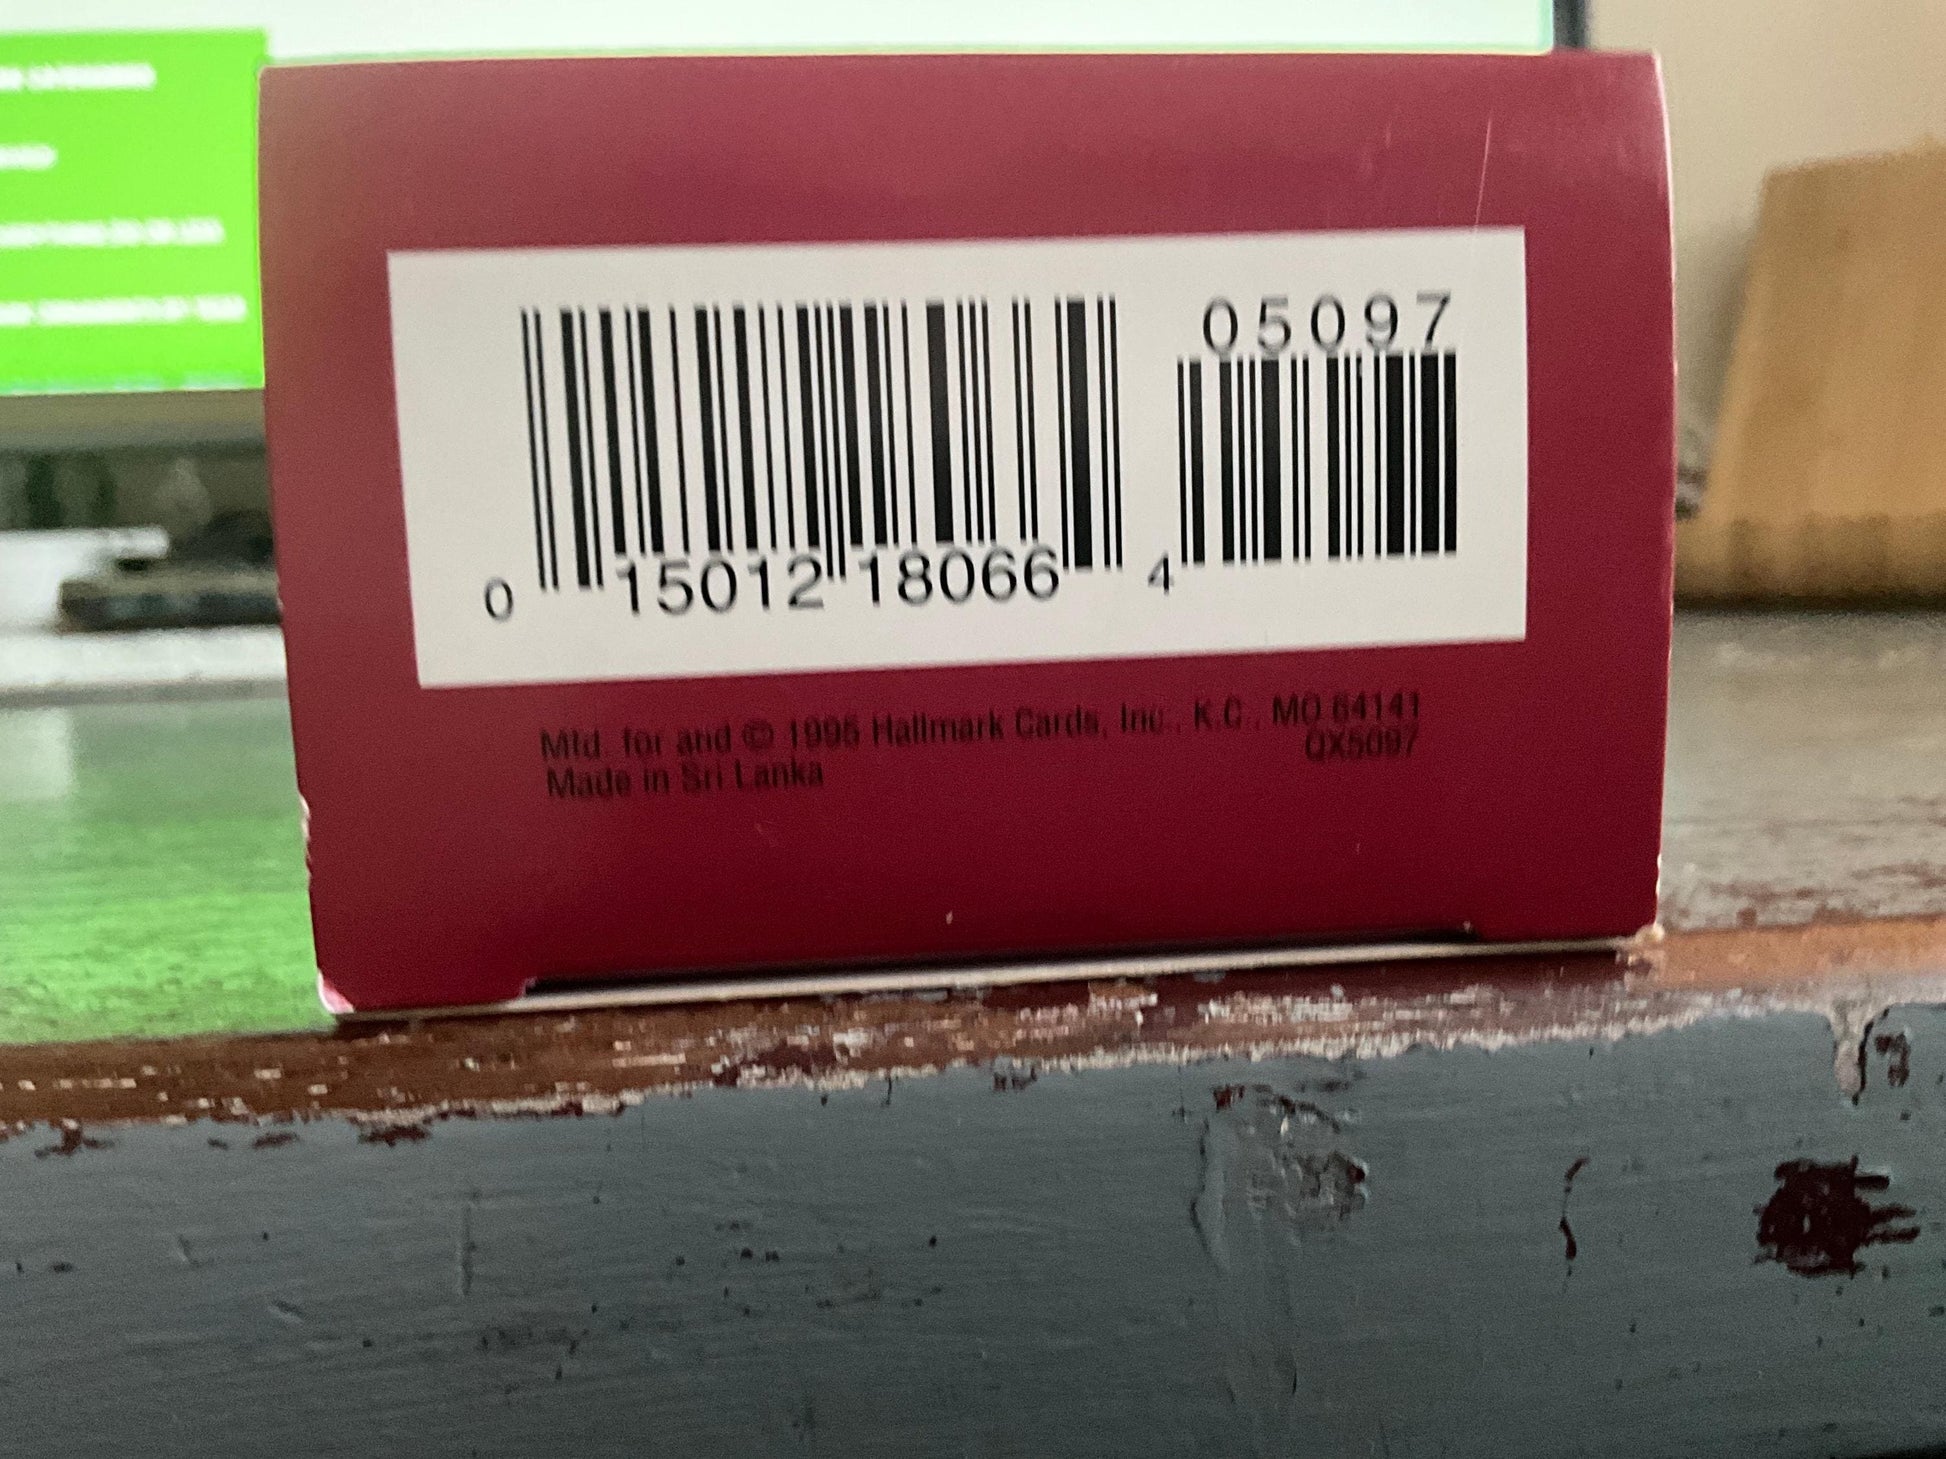 05097
0 15012 18066 4
Mfd. for and © 1995 Hallmark Cards, Inc., K.C., MO 64141
QX5097
Made in Sri Lanka